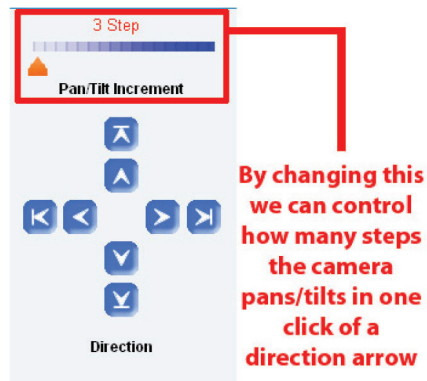 3 Step
Pan/Tilt Increment
Direction
By changing this
we can control
how many steps
the camera
pans/tilts in one
click of a
direction arrow